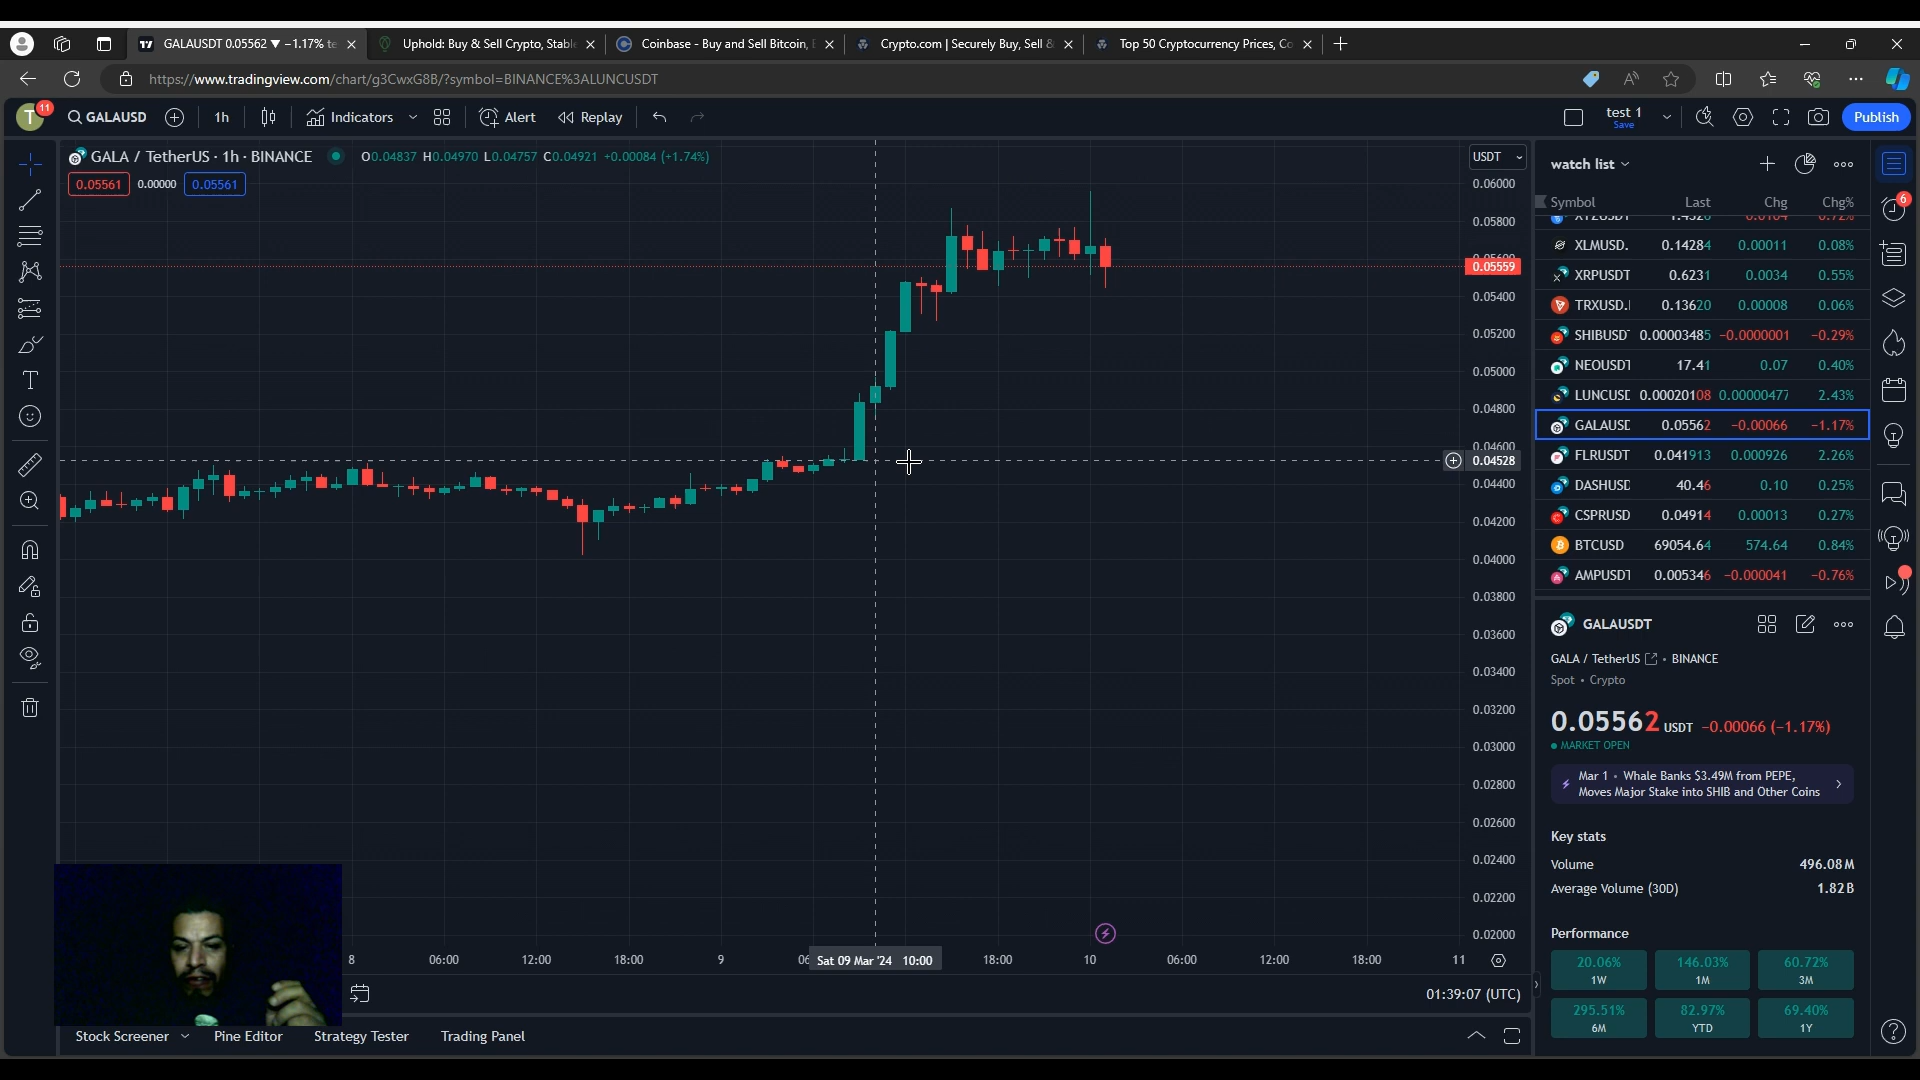 GALAUSDT 0.05562 ▼ −1.17% te
Uphold: Buy & Sell Crypto, Stabl
Coinbase - Buy and Sell Bitcoin, E
Crypto.com | Securely Buy, Sell &
Top 50 Cryptocurrency Prices, Co
https://www.tradingview.com/chart/g3CwxG8B/?symbol=BINANCE%3ALUNCUSDT
T
11
GALAUSD
1h
Indicators
Alert
Replay
test 1
Save
Publish
GALA / TetherUS · 1h · BINANCE
O0.04837 H0.04970 L0.04757 C0.04921 +0.00084 (+1.74%)
0.05561
0.00000
0.05561
USDT
0.06000
0.05800
0.05559
0.05400
0.05200
0.05000
0.04800
0.04600
0.04528
0.04400
0.04200
0.04000
0.03800
0.03600
0.03400
0.03200
0.03000
0.02800
0.02600
0.02400
0.02200
0.02000
8
06:00
12:00
18:00
9
Sat 09 Mar '24 10:00
18:00
10
06:00
12:00
18:00
11
01:39:07 (UTC)
Stock Screener
Pine Editor
Strategy Tester
Trading Panel
watch list
Symbol Last Chg Chg%
XLMUSD. 0.14284 0.00011 0.08%
XRPUSDT 0.6231 0.0034 0.55%
TRXUSD.I 0.13620 0.00008 0.06%
SHIBUSD 0.00003485 −0.0000001 −0.29%
NEOUSDT 17.41 0.07 0.40%
LUNCUSD 0.00020108 0.00000477 2.43%
GALAUSD 0.05562 −0.00066 −1.17%
FLRUSDT 0.041913 0.000926 2.26%
DASHUSD 40.46 0.10 0.25%
CSPRUSD 0.04914 0.00013 0.27%
BTCUSD 69054.64 574.64 0.84%
AMPUSDT 0.005346 −0.000041 −0.76%
6
GALAUSDT
GALA / TetherUS • BINANCE
Spot • Crypto
0.05562 USDT −0.00066 (−1.17%)
MARKET OPEN
Mar 1 • Whale Banks $3.49M from PEPE,
Moves Major Stake into SHIB and Other Coins
Key stats
Volume 496.08M
Average Volume (30D) 1.82B
Performance
20.06%
1W
146.03%
1M
60.72%
3M
295.51%
6M
82.97%
YTD
69.40%
1Y